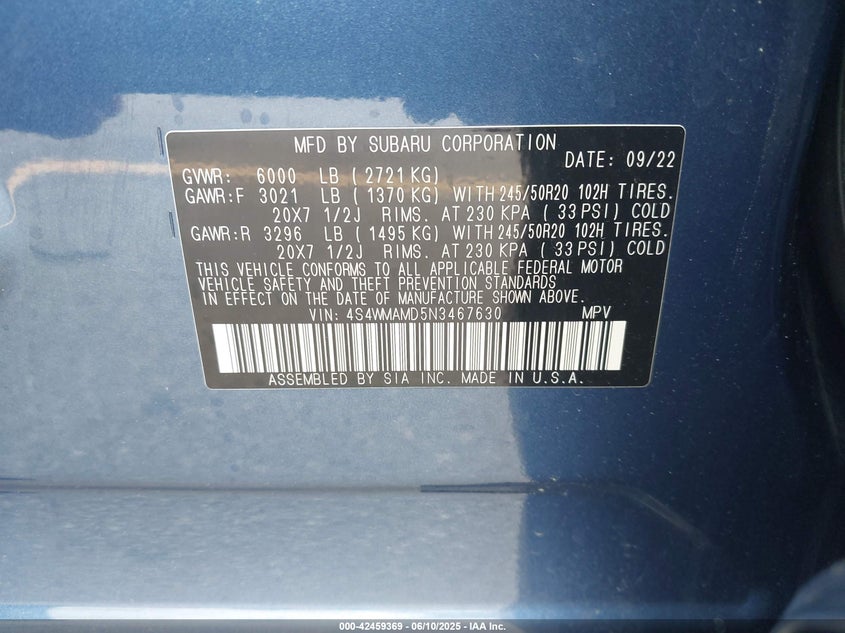 MFD BY SUBARU CORPORATION
DATE: 09/22
GVWR: 6000 LB ( 2721 KG)
GAWR:F 3021 LB ( 1370 KG) WITH 245/50R20 102H TIRES.
20X7 1/2J RIMS. AT 230 KPA ( 33 PSI) COLD
GAWR:R 3296 LB ( 1495 KG) WITH 245/50R20 102H TIRES.
20X7 1/2J RIMS. AT 230 KPA ( 33 PSI) COLD
THIS VEHICLE CONFORMS TO ALL APPLICABLE FEDERAL MOTOR
VEHICLE SAFETY AND THEFT PREVENTION STANDARDS
IN EFFECT ON THE DATE OF MANUFACTURE SHOWN ABOVE.
VIN: 4S4WMAMD5N3467630 MPV
ASSEMBLED BY SIA INC. MADE IN U.S.A.
000-42459369 - 06/10/2025 - IAA Inc.